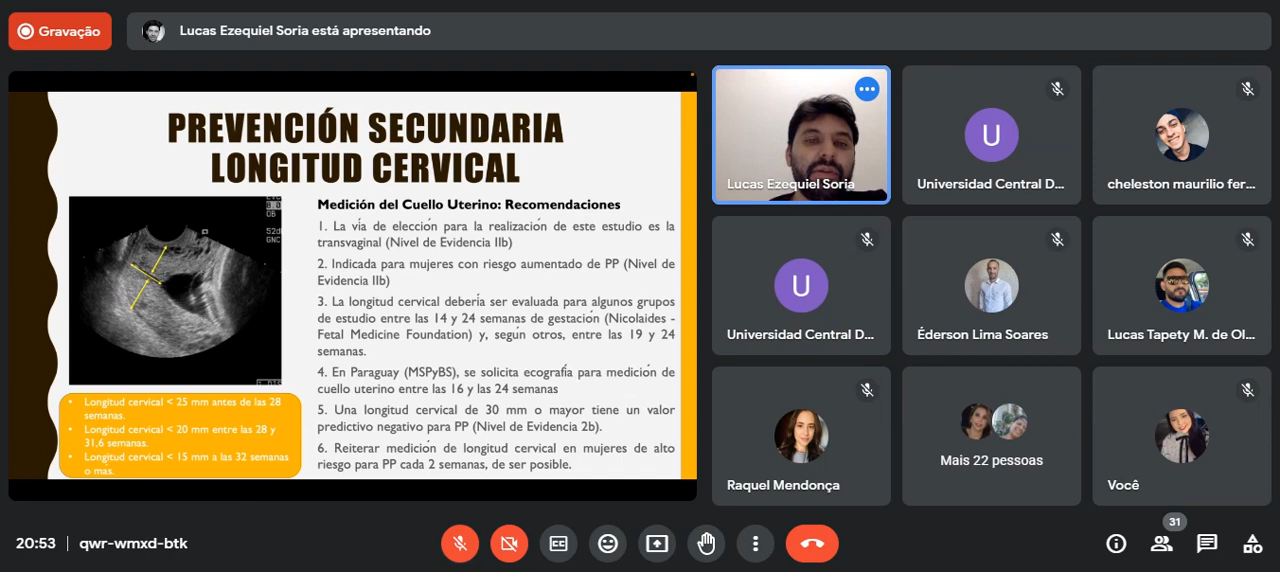 Gravação
Lucas Ezequiel Soria está apresentando
PREVENCIÓN SECUNDARIA
LONGITUD CERVICAL
OB
S2d
GNC
Longitud cervical < 25 mm antes de las 28
semanas.
Longitud cervical < 20 mm entre las 28 y
31,6 semanas.
Longitud cervical < 15 mm a las 32 semanas
o mas.
Medición del Cuello Uterino: Recomendaciones
1. La vía de elección para la realización de este estudio es la
transvaginal (Nivel de Evidencia IIb)
2. Indicada para mujeres con riesgo aumentado de PP (Nivel de
Evidencia IIb)
3. La longitud cervical debería ser evaluada para algunos grupos
de estudio entre las 14 y 24 semanas de gestación (Nicolaides -
Fetal Medicine Foundation) y, según otros, entre las 19 y 24
semanas.
4. En Paraguay (MSPyBS), se solicita ecografía para medición de
cuello uterino entre las 16 y las 24 semanas
5. Una longitud cervical de 30 mm o mayor tiene un valor
predictivo negativo para PP (Nivel de Evidencia 2b).
6. Reiterar medición de longitud cervical en mujeres de alto
riesgo para PP cada 2 semanas, de ser posible.
Lucas Ezequiel Soria
U
Universidad Central D...
cheleston maurilio fer...
U
Universidad Central D...
Éderson Lima Soares
Lucas Tapety M. de Ol...
Raquel Mendonça
Mais 22 pessoas
Você
20:53 | qwr-wmxd-btk
31